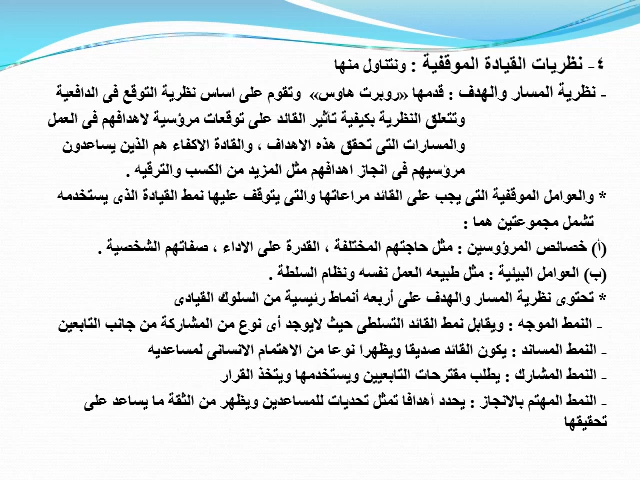 ٤- نظريات القيادة الموقفية : ونتناول منها
- نظرية المسار والهدف : قدمها «روبرت هاوس» وتقوم على اساس نظرية التوقع فى الدافعية
وتتعلق النظرية بكيفية تأثير القائد على توقعات مرؤسية لاهدافهم فى العمل
والمسارات التى تحقق هذه الاهداف ، والقادة الاكفاء هم الذين يساعدون
مرؤسيهم فى انجاز اهدافهم مثل المزيد من الكسب والترقيه .
* والعوامل الموقفية التى يجب على القائد مراعاتها والتى يتوقف عليها نمط القيادة الذى يستخدمه
تشمل مجموعتين هما :
(أ) خصائص المرؤوسين : مثل حاجتهم المختلفة ، القدرة على الاداء ، صفاتهم الشخصية .
(ب) العوامل البيئية : مثل طبيعه العمل نفسه ونظام السلطة .
* تحتوى نظرية المسار والهدف على أربعه أنماط رئيسية من السلوك القيادى
- النمط الموجه : ويقابل نمط القائد التسلطى حيث لايوجد أى نوع من المشاركة من جانب التابعين
- النمط المساند : يكون القائد صديقا ويظهرا نوعا من الاهتمام الانسانى لمساعديه
- النمط المشارك : يطلب مقترحات التابعيين ويستخدمها ويتخذ القرار
- النمط المهتم بالانجاز : يحدد أهدافا تمثل تحديات للمساعدين ويظهر من الثقة ما يساعد على
تحقيقها